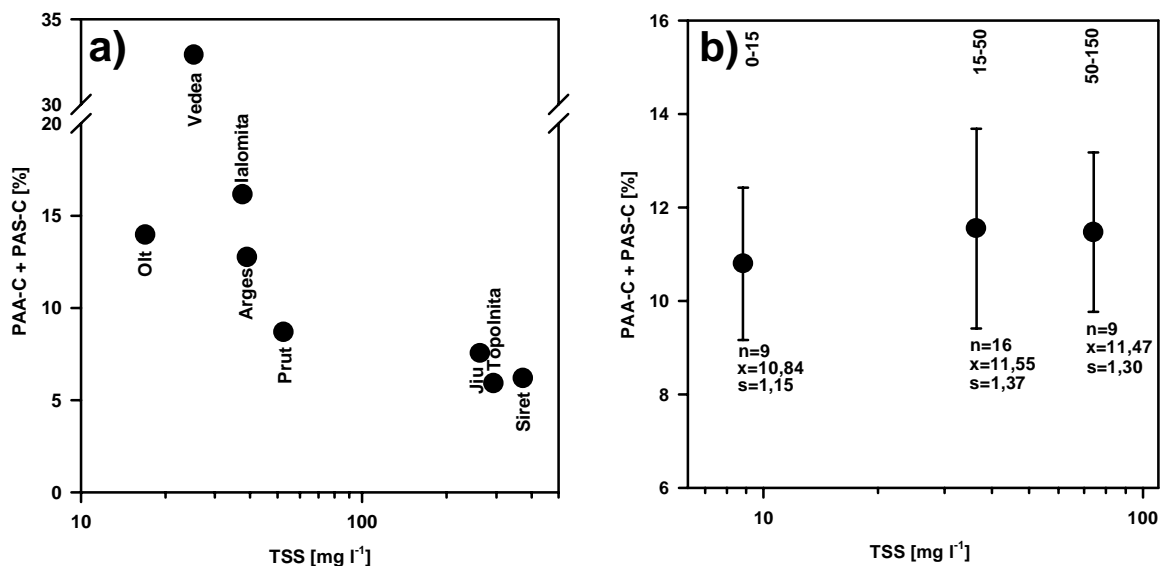 a)
35
30
20
15
10
5
0
PAA-C + PAS-C [%]
Vedea
Ialomita
Olt
Arges
Prut
Jiu
Topolnita
Siret
10
100
TSS [mg l⁻¹]
b)
16
14
12
10
8
6
PAA-C + PAS-C [%]
0-15
15-50
50-150
n=9
x=10,84
s=1,15
n=16
x=11,55
s=1,37
n=9
x=11,47
s=1,30
10
100
TSS [mg l⁻¹]